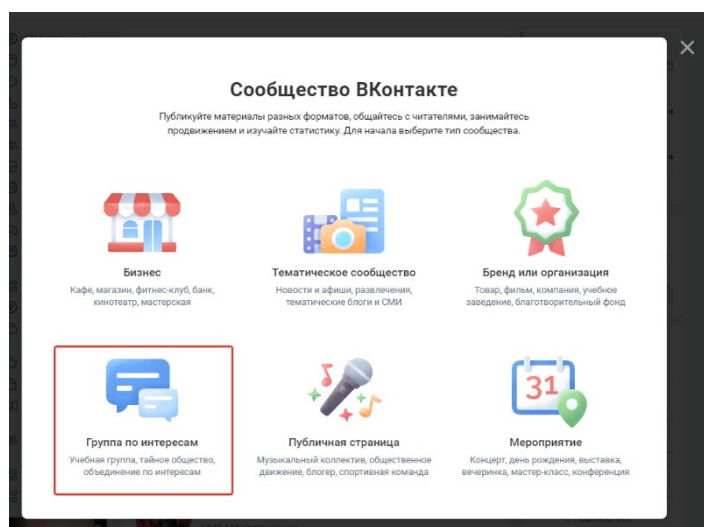 Сообщество ВКонтакте
Публикуйте материалы разных форматов, общайтесь с читателями, занимайтесь
продвижением и изучайте статистику. Для начала выберите тип сообщества.
Бизнес
Кафе, магазин, фитнес-клуб, банк,
кинотеатр, мастерская
Тематическое сообщество
Новости и афиши, развлечения,
тематические блоги и СМИ
Бренд или организация
Товар, фильм, компания, учебное
заведение, благотворительный фонд
Группа по интересам
Учебная группа, тайное общество,
объединение по интересам
Публичная страница
Музыкальный коллектив, общественное
движение, блогер, спортивная команда
31
Мероприятие
Концерт, день рождения, выставка,
вечеринка, мастер-класс, конференция